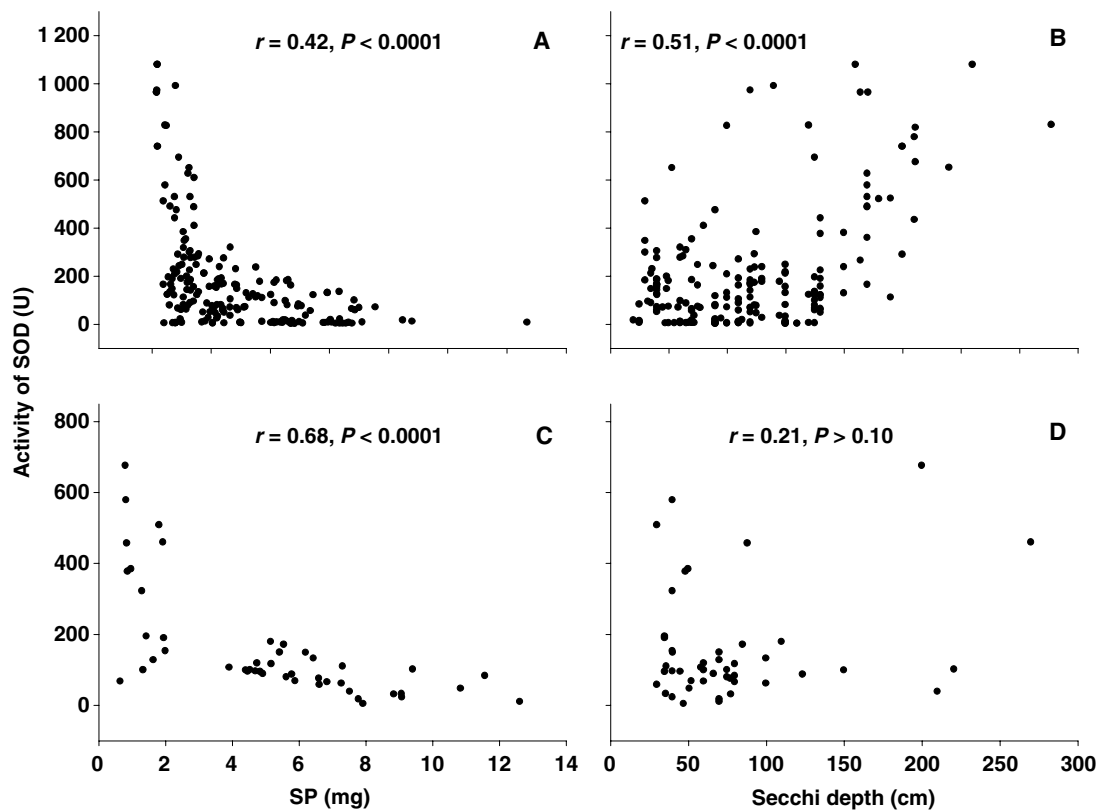 r = 0.42, P < 0.0001
A
r = 0.51, P < 0.0001
B
1 200
1 000
800
600
400
200
0
Activity of SOD (U)
r = 0.68, P < 0.0001
C
r = 0.21, P > 0.10
D
800
600
400
200
0
0 2 4 6 8 10 12 14
SP (mg)
0 50 100 150 200 250 300
Secchi depth (cm)